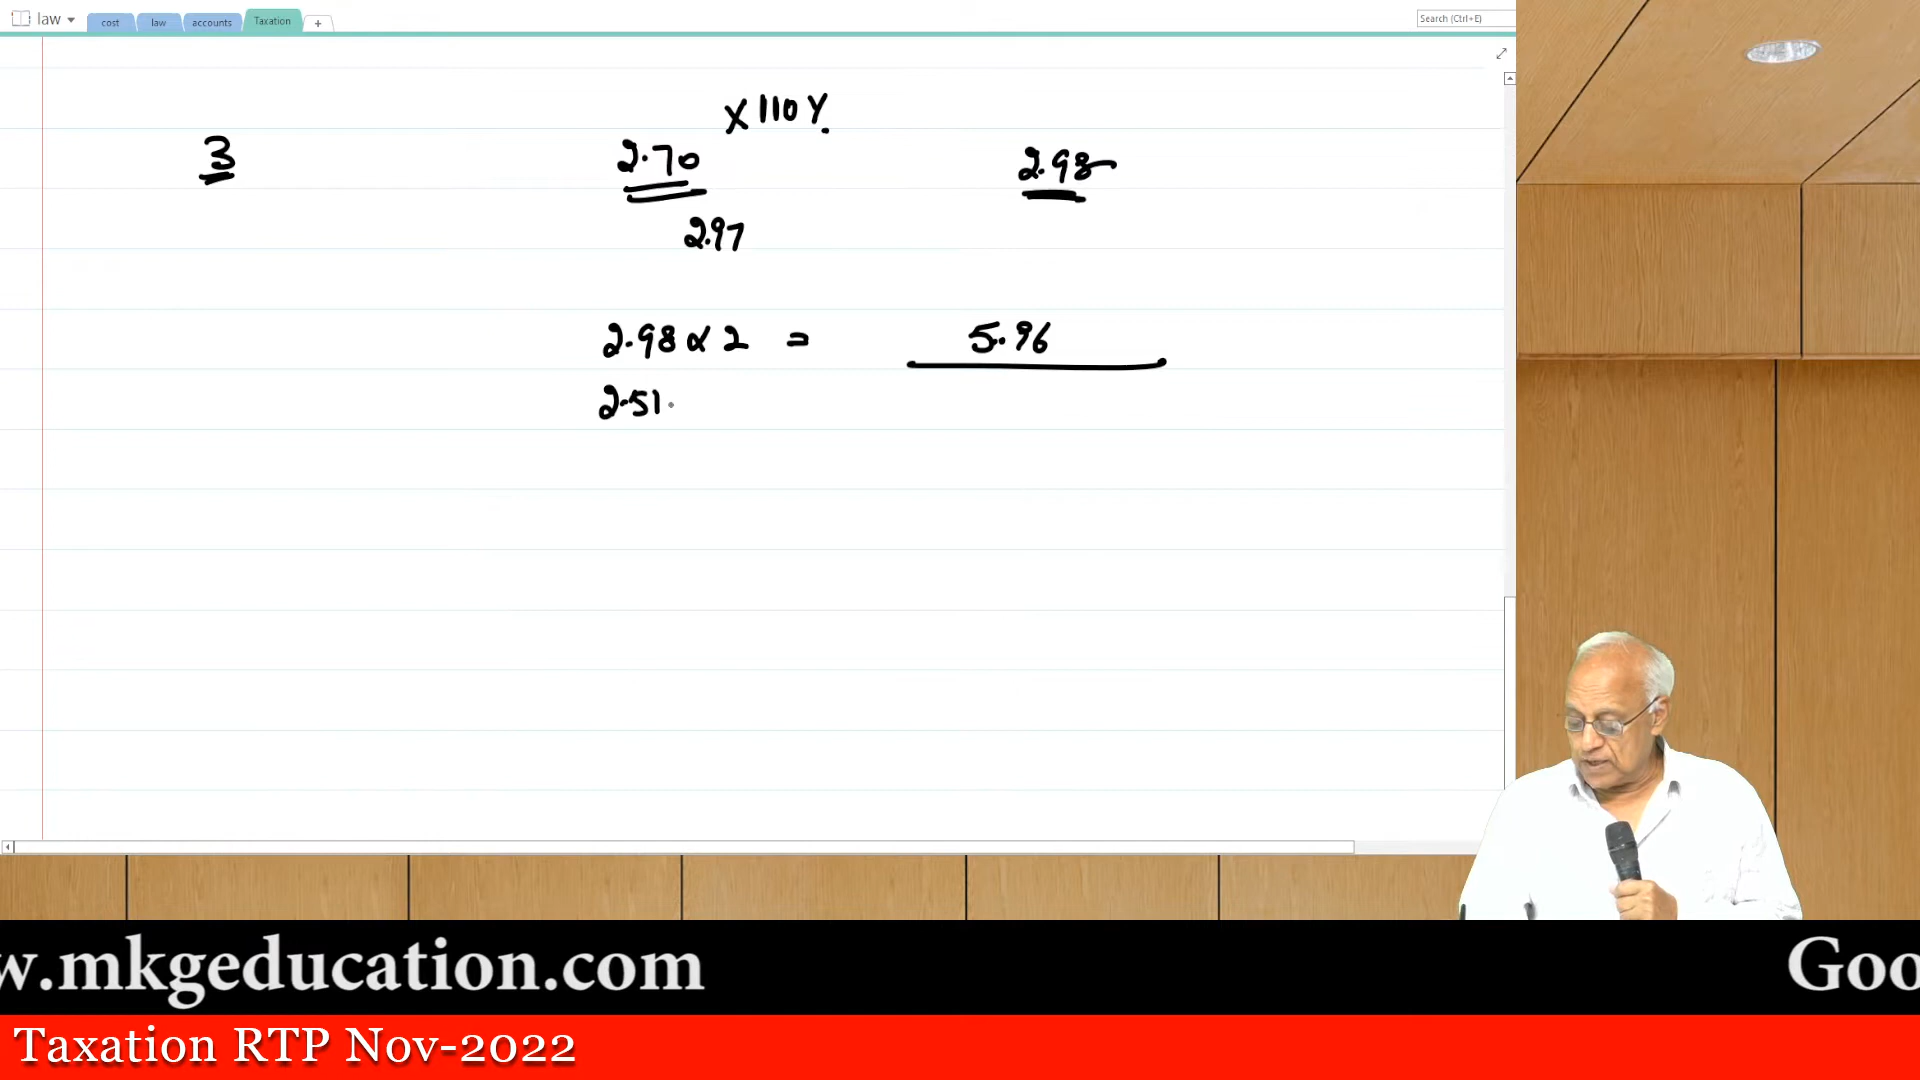 law
cost law accounts Taxation +
Search (Ctrl+E)
X 110 %
3 2.70 2.98
2.97
2.98 x 2 = 5.96
2.51
w.mkgeducation.com Goo
Taxation RTP Nov-2022